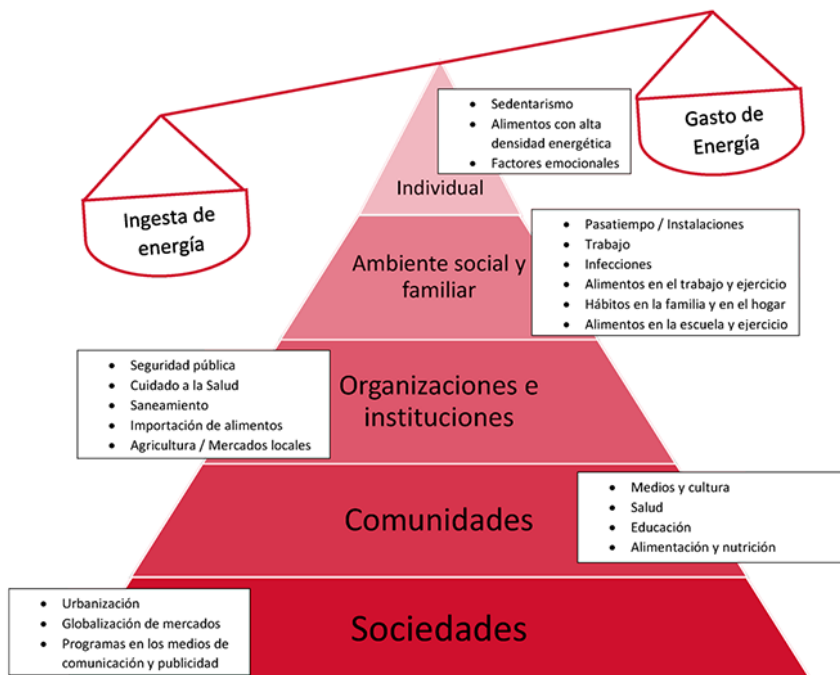 Ingesta de
energía
Gasto de
Energía
• Sedentarismo
• Alimentos con alta
densidad energética
• Factores emocionales
Individual
• Pasatiempo / Instalaciones
• Trabajo
• Infecciones
• Alimentos en el trabajo y ejercicio
• Hábitos en la familia y en el hogar
• Alimentos en la escuela y ejercicio
Ambiente social y
familiar
• Seguridad pública
• Cuidado a la Salud
• Saneamiento
• Importación de alimentos
• Agricultura / Mercados locales
Organizaciones e
instituciones
• Medios y cultura
• Salud
• Educación
• Alimentación y nutrición
Comunidades
• Urbanización
• Globalización de mercados
• Programas en los medios de
comunicación y publicidad
Sociedades